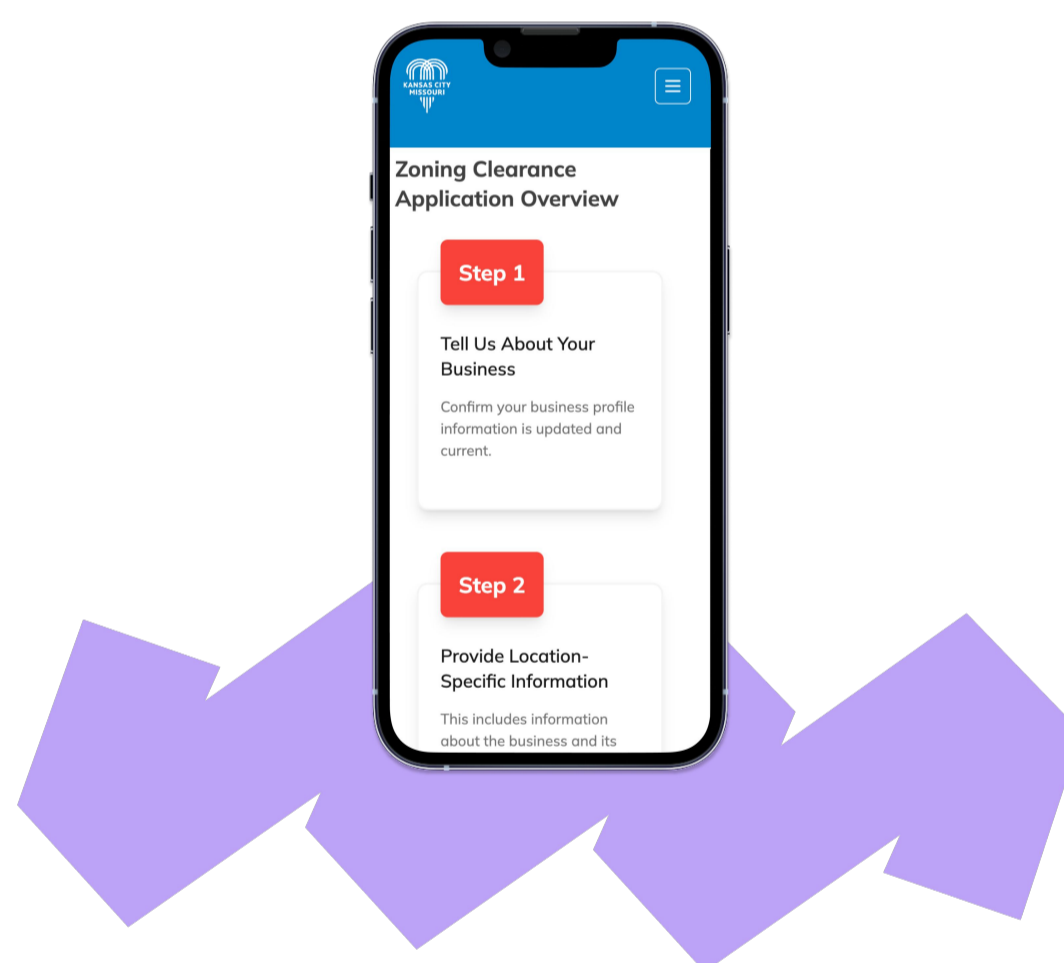 KANSAS CITY
MISSOURI
Zoning Clearance
Application Overview
Step 1
Tell Us About Your
Business
Confirm your business profile
information is updated and
current.
Step 2
Provide Location-
Specific Information
This includes information
about the business and its